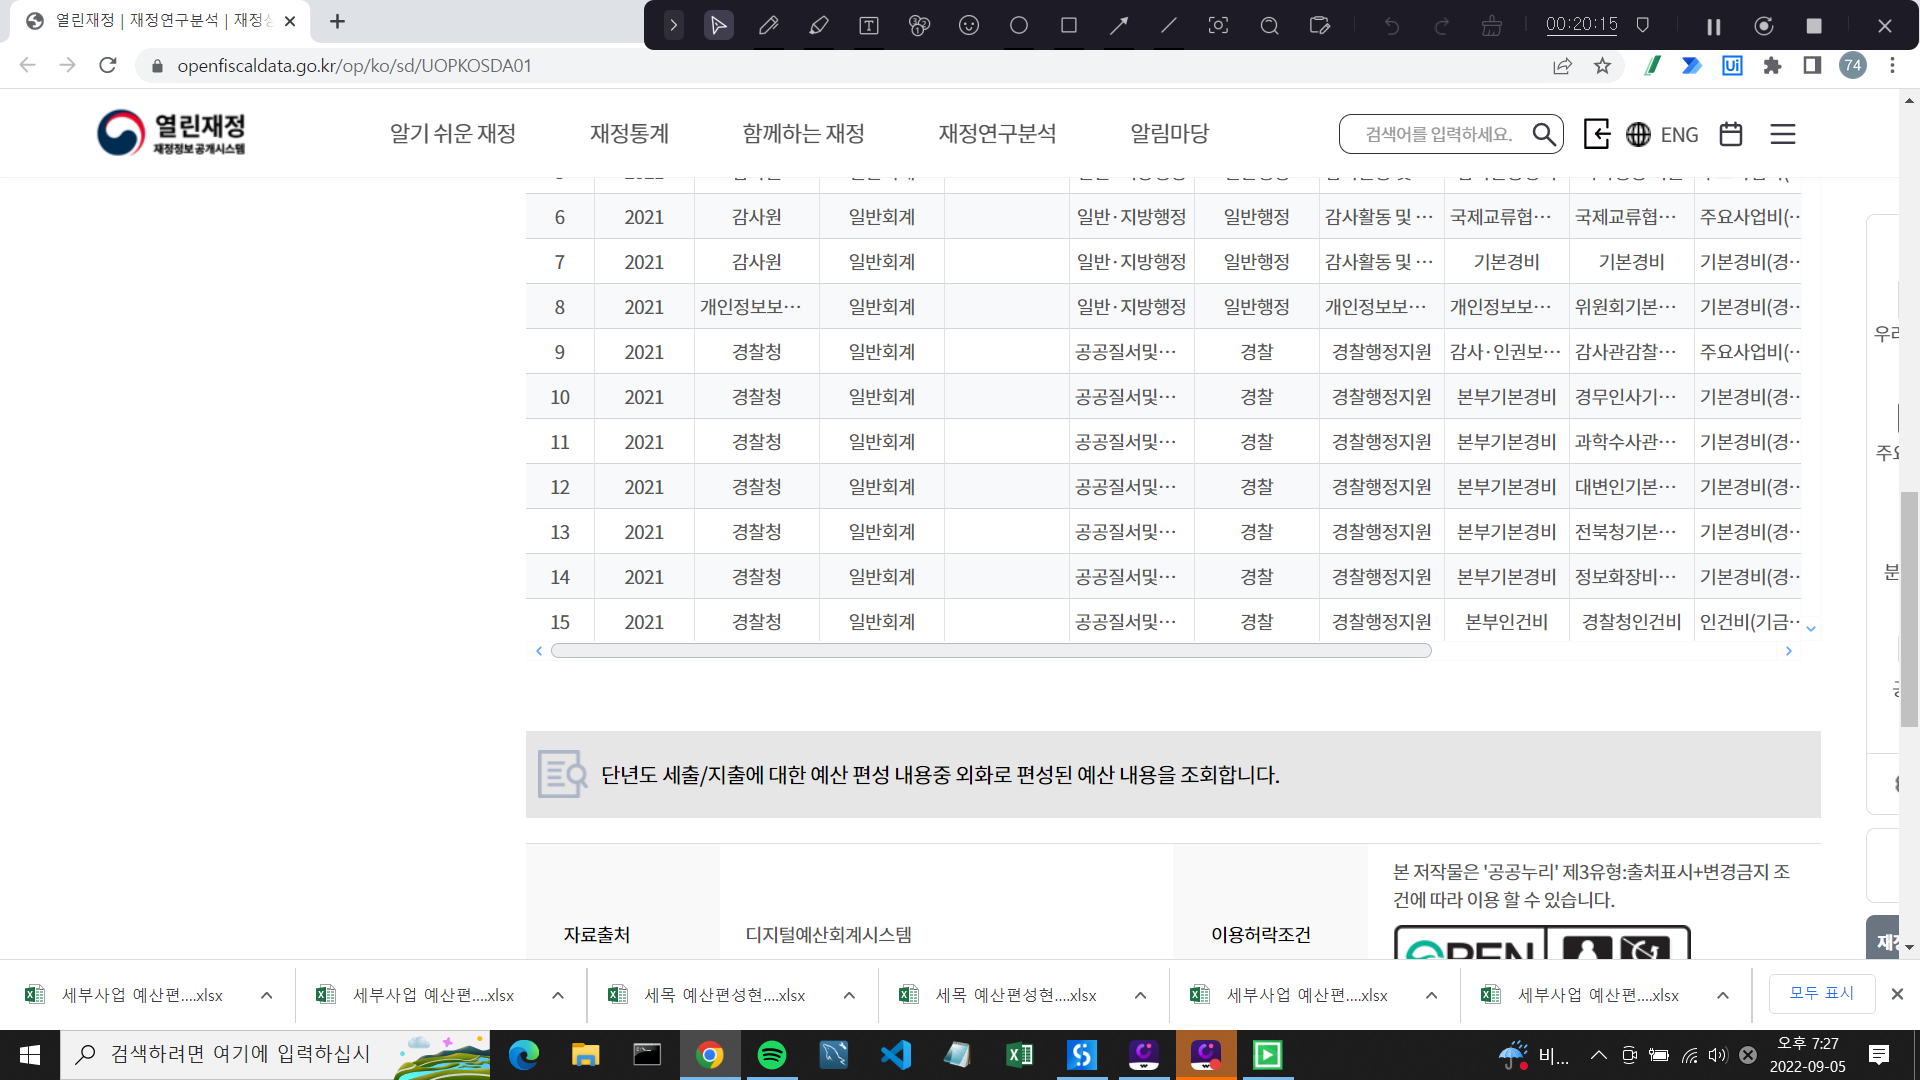 열린재정 | 재정연구분석 | 재정상
00:20:15
openfiscaldata.go.kr/op/ko/sd/UOPKOSDA01
74
열린재정
재정정보공개시스템
알기 쉬운 재정
재정통계
함께하는 재정
재정연구분석
알림마당
검색어를 입력하세요.
ENG
6 2021 감사원 일반회계 일반·지방행정 일반행정 감사활동 및 … 국제교류협… 국제교류협… 주요사업비(…
7 2021 감사원 일반회계 일반·지방행정 일반행정 감사활동 및 … 기본경비 기본경비 기본경비(경…
8 2021 개인정보보… 일반회계 일반·지방행정 일반행정 개인정보보… 개인정보보… 위원회기본… 기본경비(경…
9 2021 경찰청 일반회계 공공질서및… 경찰 경찰행정지원 감사·인권보… 감사관감찰… 주요사업비(…
10 2021 경찰청 일반회계 공공질서및… 경찰 경찰행정지원 본부기본경비 경무인사기… 기본경비(경…
11 2021 경찰청 일반회계 공공질서및… 경찰 경찰행정지원 본부기본경비 과학수사관… 기본경비(경…
12 2021 경찰청 일반회계 공공질서및… 경찰 경찰행정지원 본부기본경비 대변인기본… 기본경비(경…
13 2021 경찰청 일반회계 공공질서및… 경찰 경찰행정지원 본부기본경비 전북청기본… 기본경비(경…
14 2021 경찰청 일반회계 공공질서및… 경찰 경찰행정지원 본부기본경비 정보화장비… 기본경비(경…
15 2021 경찰청 일반회계 공공질서및… 경찰 경찰행정지원 본부인건비 경찰청인건비 인건비(기금…
우리
주요
분
단년도 세출/지출에 대한 예산 편성 내용중 외화로 편성된 예산 내용을 조회합니다.
자료출처
디지털예산회계시스템
이용허락조건
본 저작물은 '공공누리' 제3유형:출처표시+변경금지 조
건에 따라 이용 할 수 있습니다.
OPEN
재정
세부사업 예산편....xlsx
세부사업 예산편....xlsx
세목 예산편성현....xlsx
세목 예산편성현....xlsx
세부사업 예산편....xlsx
세부사업 예산편....xlsx
모두 표시
검색하려면 여기에 입력하십시
비...
오후 7:27
2022-09-05